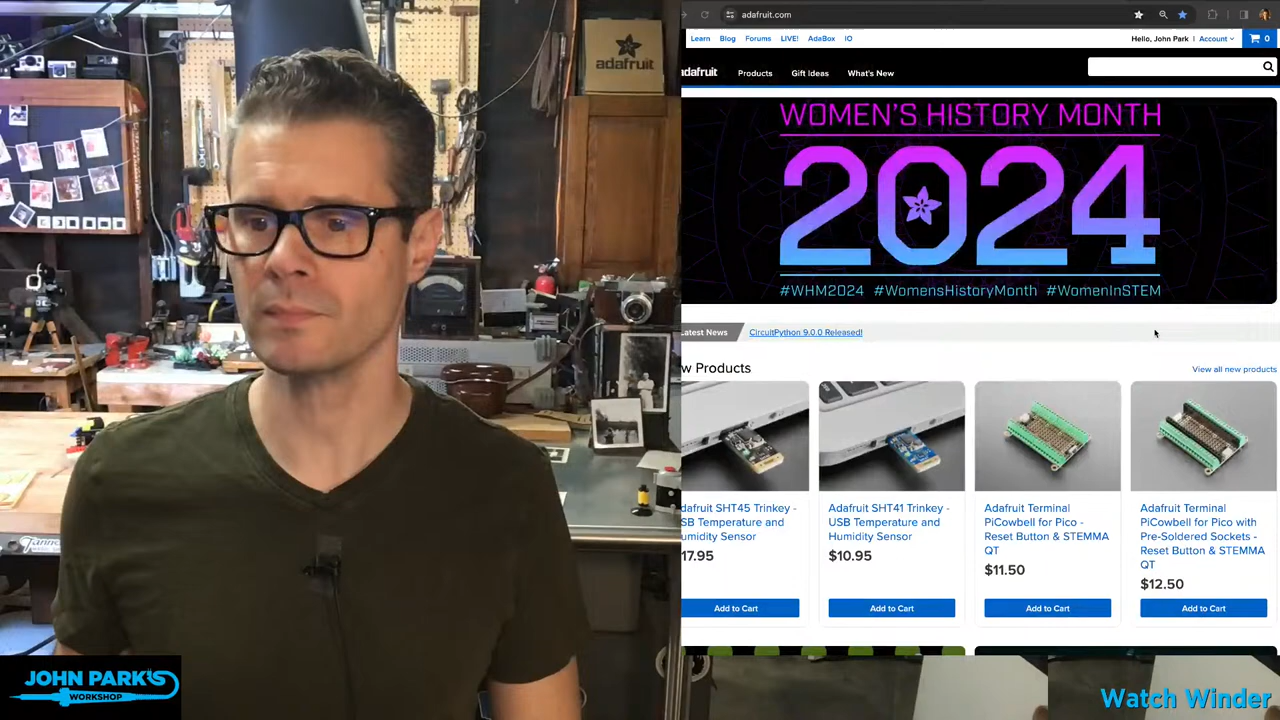 adafruit
adafruit.com
Learn Blog Forums LIVE! AdaBox IO
Hello, John Park Account 0
adafruit Products Gift Ideas What's New
WOMEN'S HISTORY MONTH
2024
#WHM2024 #WomensHistoryMonth #WomenInSTEM
Latest News CircuitPython 9.0.0 Released!
w Products
View all new products
dafruit SHT45 Trinkey -
SB Temperature and
umidity Sensor
17.95
Add to Cart
Adafruit SHT41 Trinkey -
USB Temperature and
Humidity Sensor
$10.95
Add to Cart
Adafruit Terminal
PiCowbell for Pico -
Reset Button & STEMMA
QT
$11.50
Add to Cart
Adafruit Terminal
PiCowbell for Pico with
Pre-Soldered Sockets -
Reset Button & STEMMA
QT
$12.50
Add to Cart
JOHN PARK'S
WORKSHOP
Watch Winder